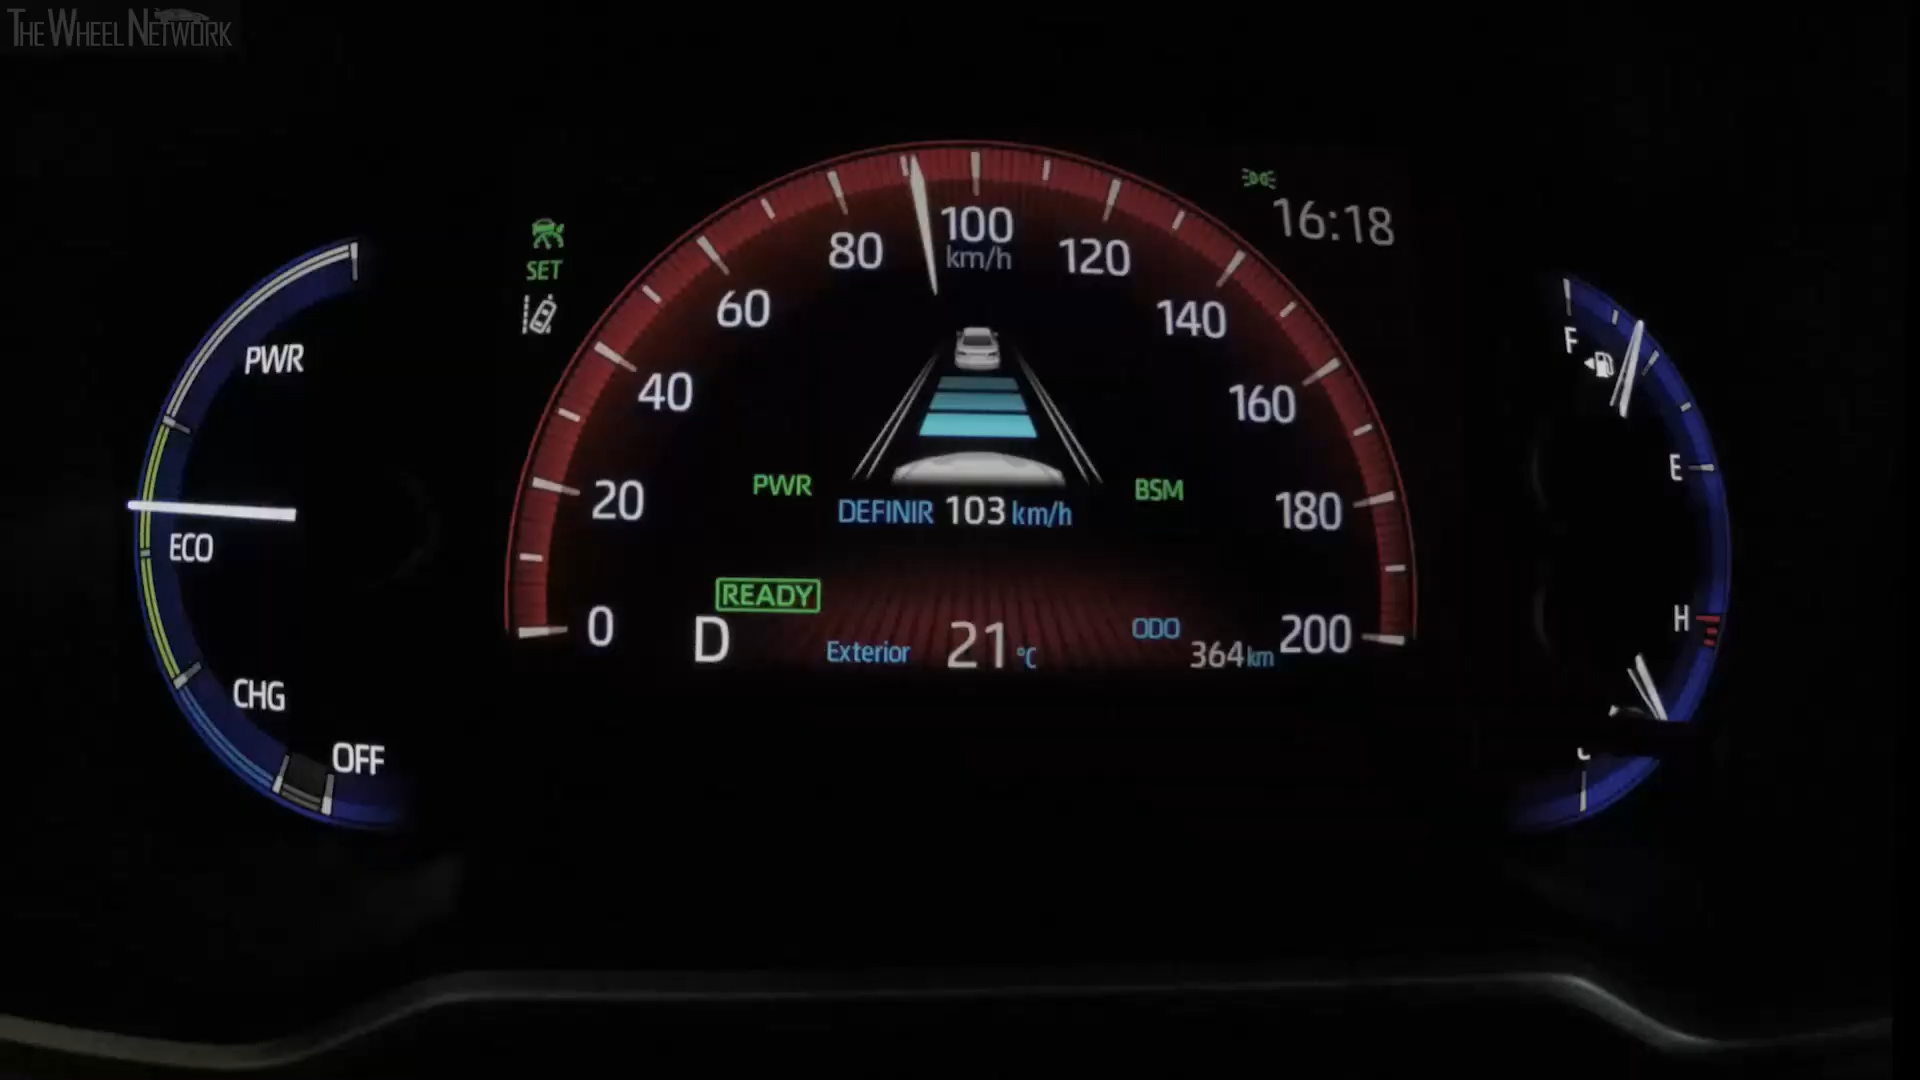 THE WHEEL NETWORK
16:18
SET
80
100
km/h
120
60
140
40
160
20
180
0
200
PWR
ECO
CHG
OFF
PWR
BSM
DEFINIR 103 km/h
READY
D
Exterior 21 °C
ODO
364 km
F
E
H